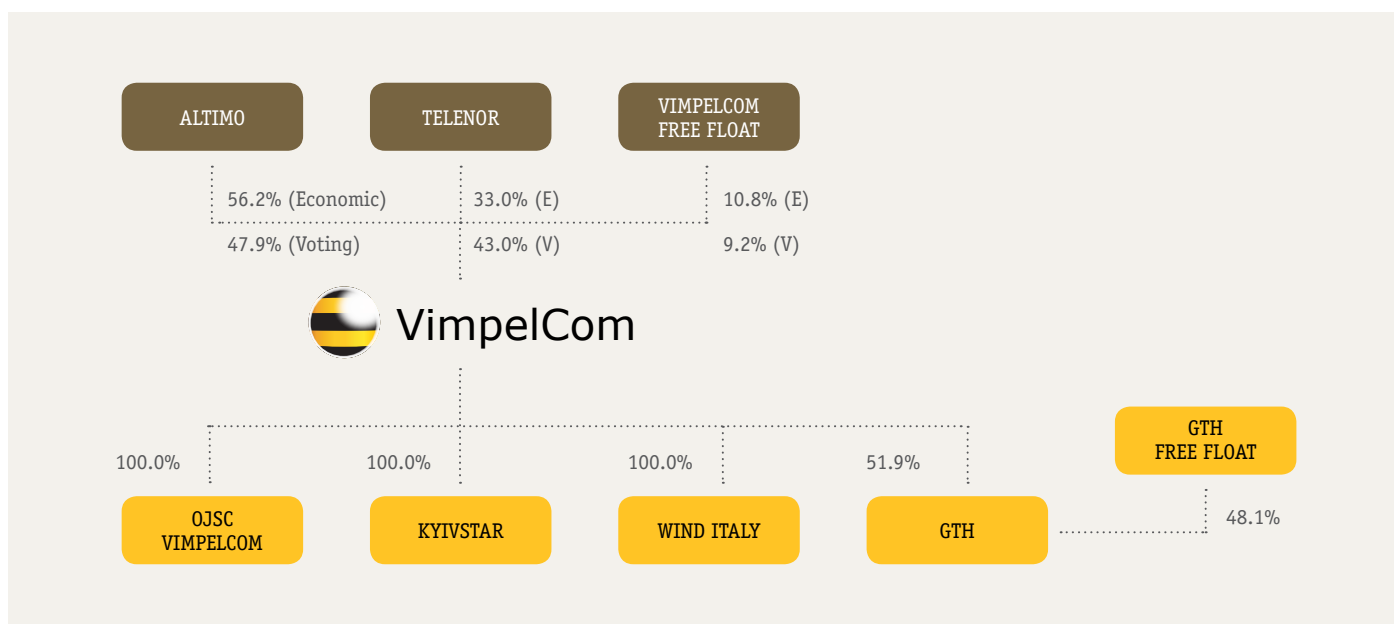 ALTIMO
TELENOR
VIMPELCOM
FREE FLOAT
56.2% (Economic)
33.0% (E)
10.8% (E)
47.9% (Voting)
43.0% (V)
9.2% (V)
VimpelCom
100.0%
100.0%
100.0%
51.9%
GTH
FREE FLOAT
OJSC
VIMPELCOM
KYIVSTAR
WIND ITALY
GTH
48.1%